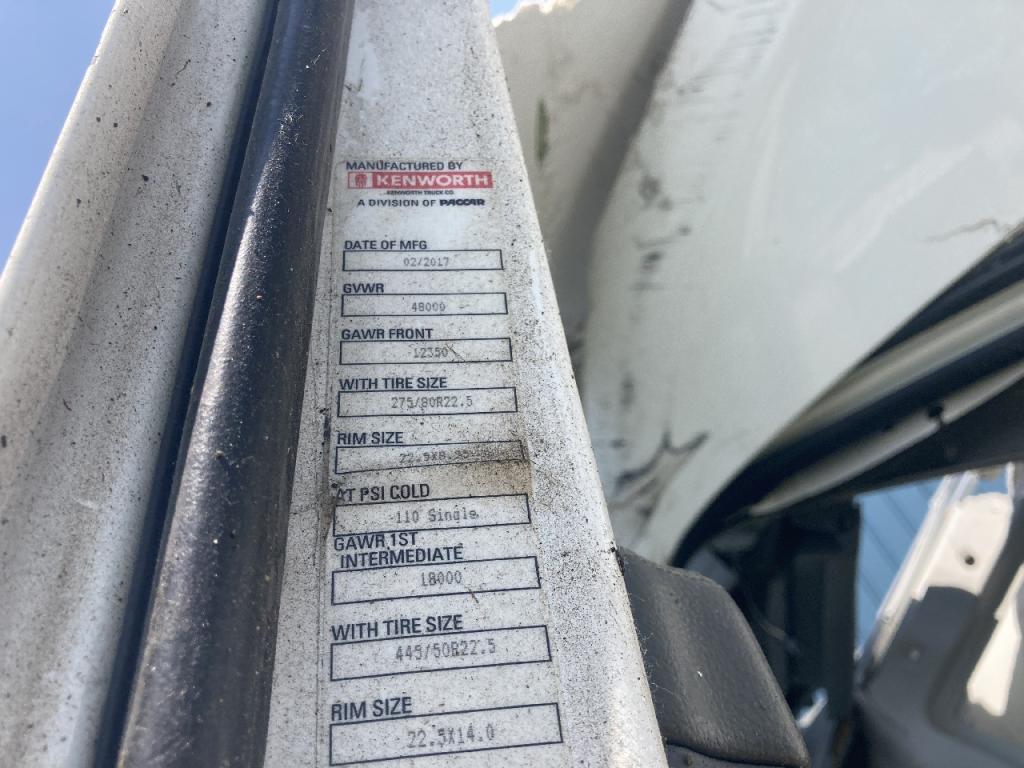 MANUFACTURED BY
KENWORTH
KENWORTH TRUCK CO.
A DIVISION OF PACCAR
DATE OF MFG
02/2017
GVWR
48000
GAWR FRONT
12350
WITH TIRE SIZE
275/80R22.5
RIM SIZE
AT PSI COLD
110 Single
GAWR 1ST
INTERMEDIATE
18000
WITH TIRE SIZE
445/50R22.5
RIM SIZE
22.5X14.0